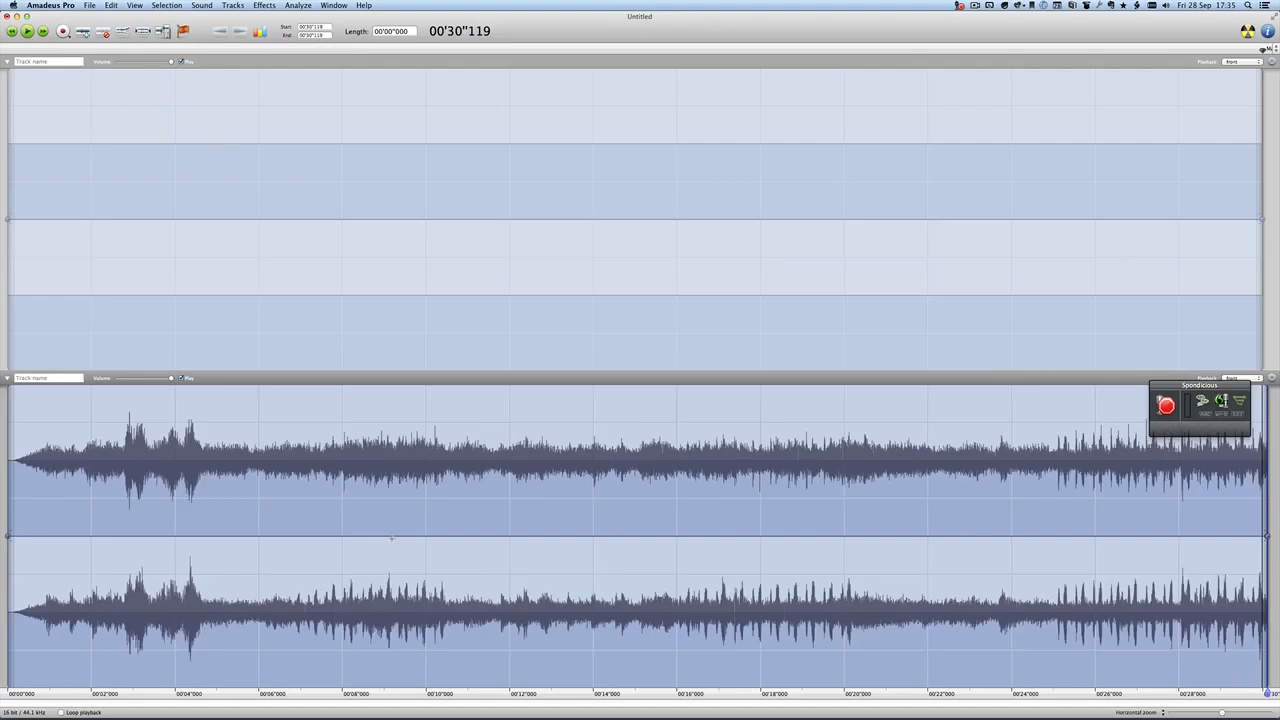 Amadeus Pro File Edit View Selection Sound Tracks Effects Analyze Window Help Fri 28 Sep 17:35
Untitled
Start: 00'30"119
End: 00'30"119
Length: 00'00"000 00'30"119
Track name Volume: Play Playback: front
Track name Volume: Play Playback: front
Spondicious
00'00"000 00'02"000 00'04"000 00'06"000 00'08"000 00'10"000 00'12"000 00'14"000 00'16"000 00'18"000 00'20"000 00'22"000 00'24"000 00'26"000 00'28"000
16 bit / 44.1 kHz Loop playback Horizontal zoom